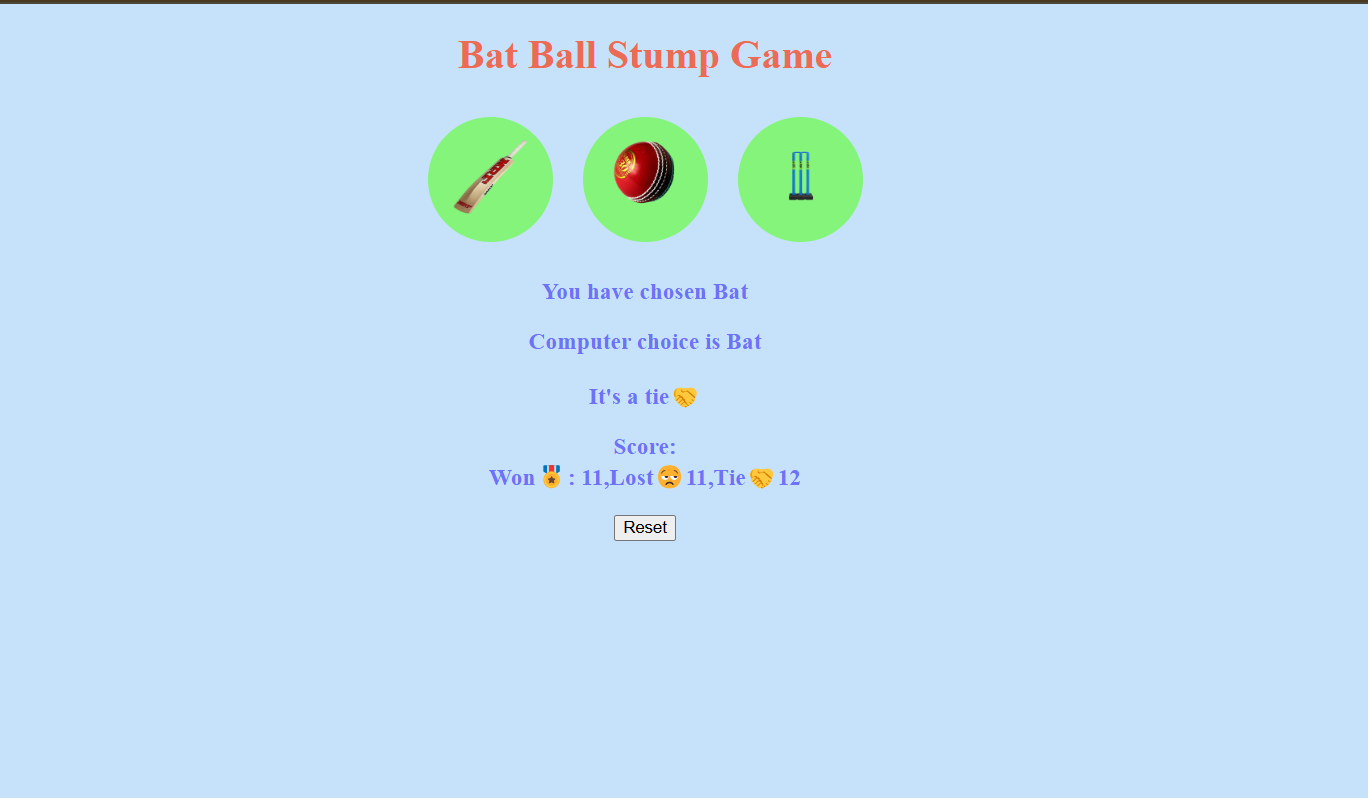 Bat Ball Stump Game
You have chosen Bat
Computer choice is Bat
It's a tie🤝
Score:
Won🏅: 11,Lost😞11,Tie🤝12
Reset